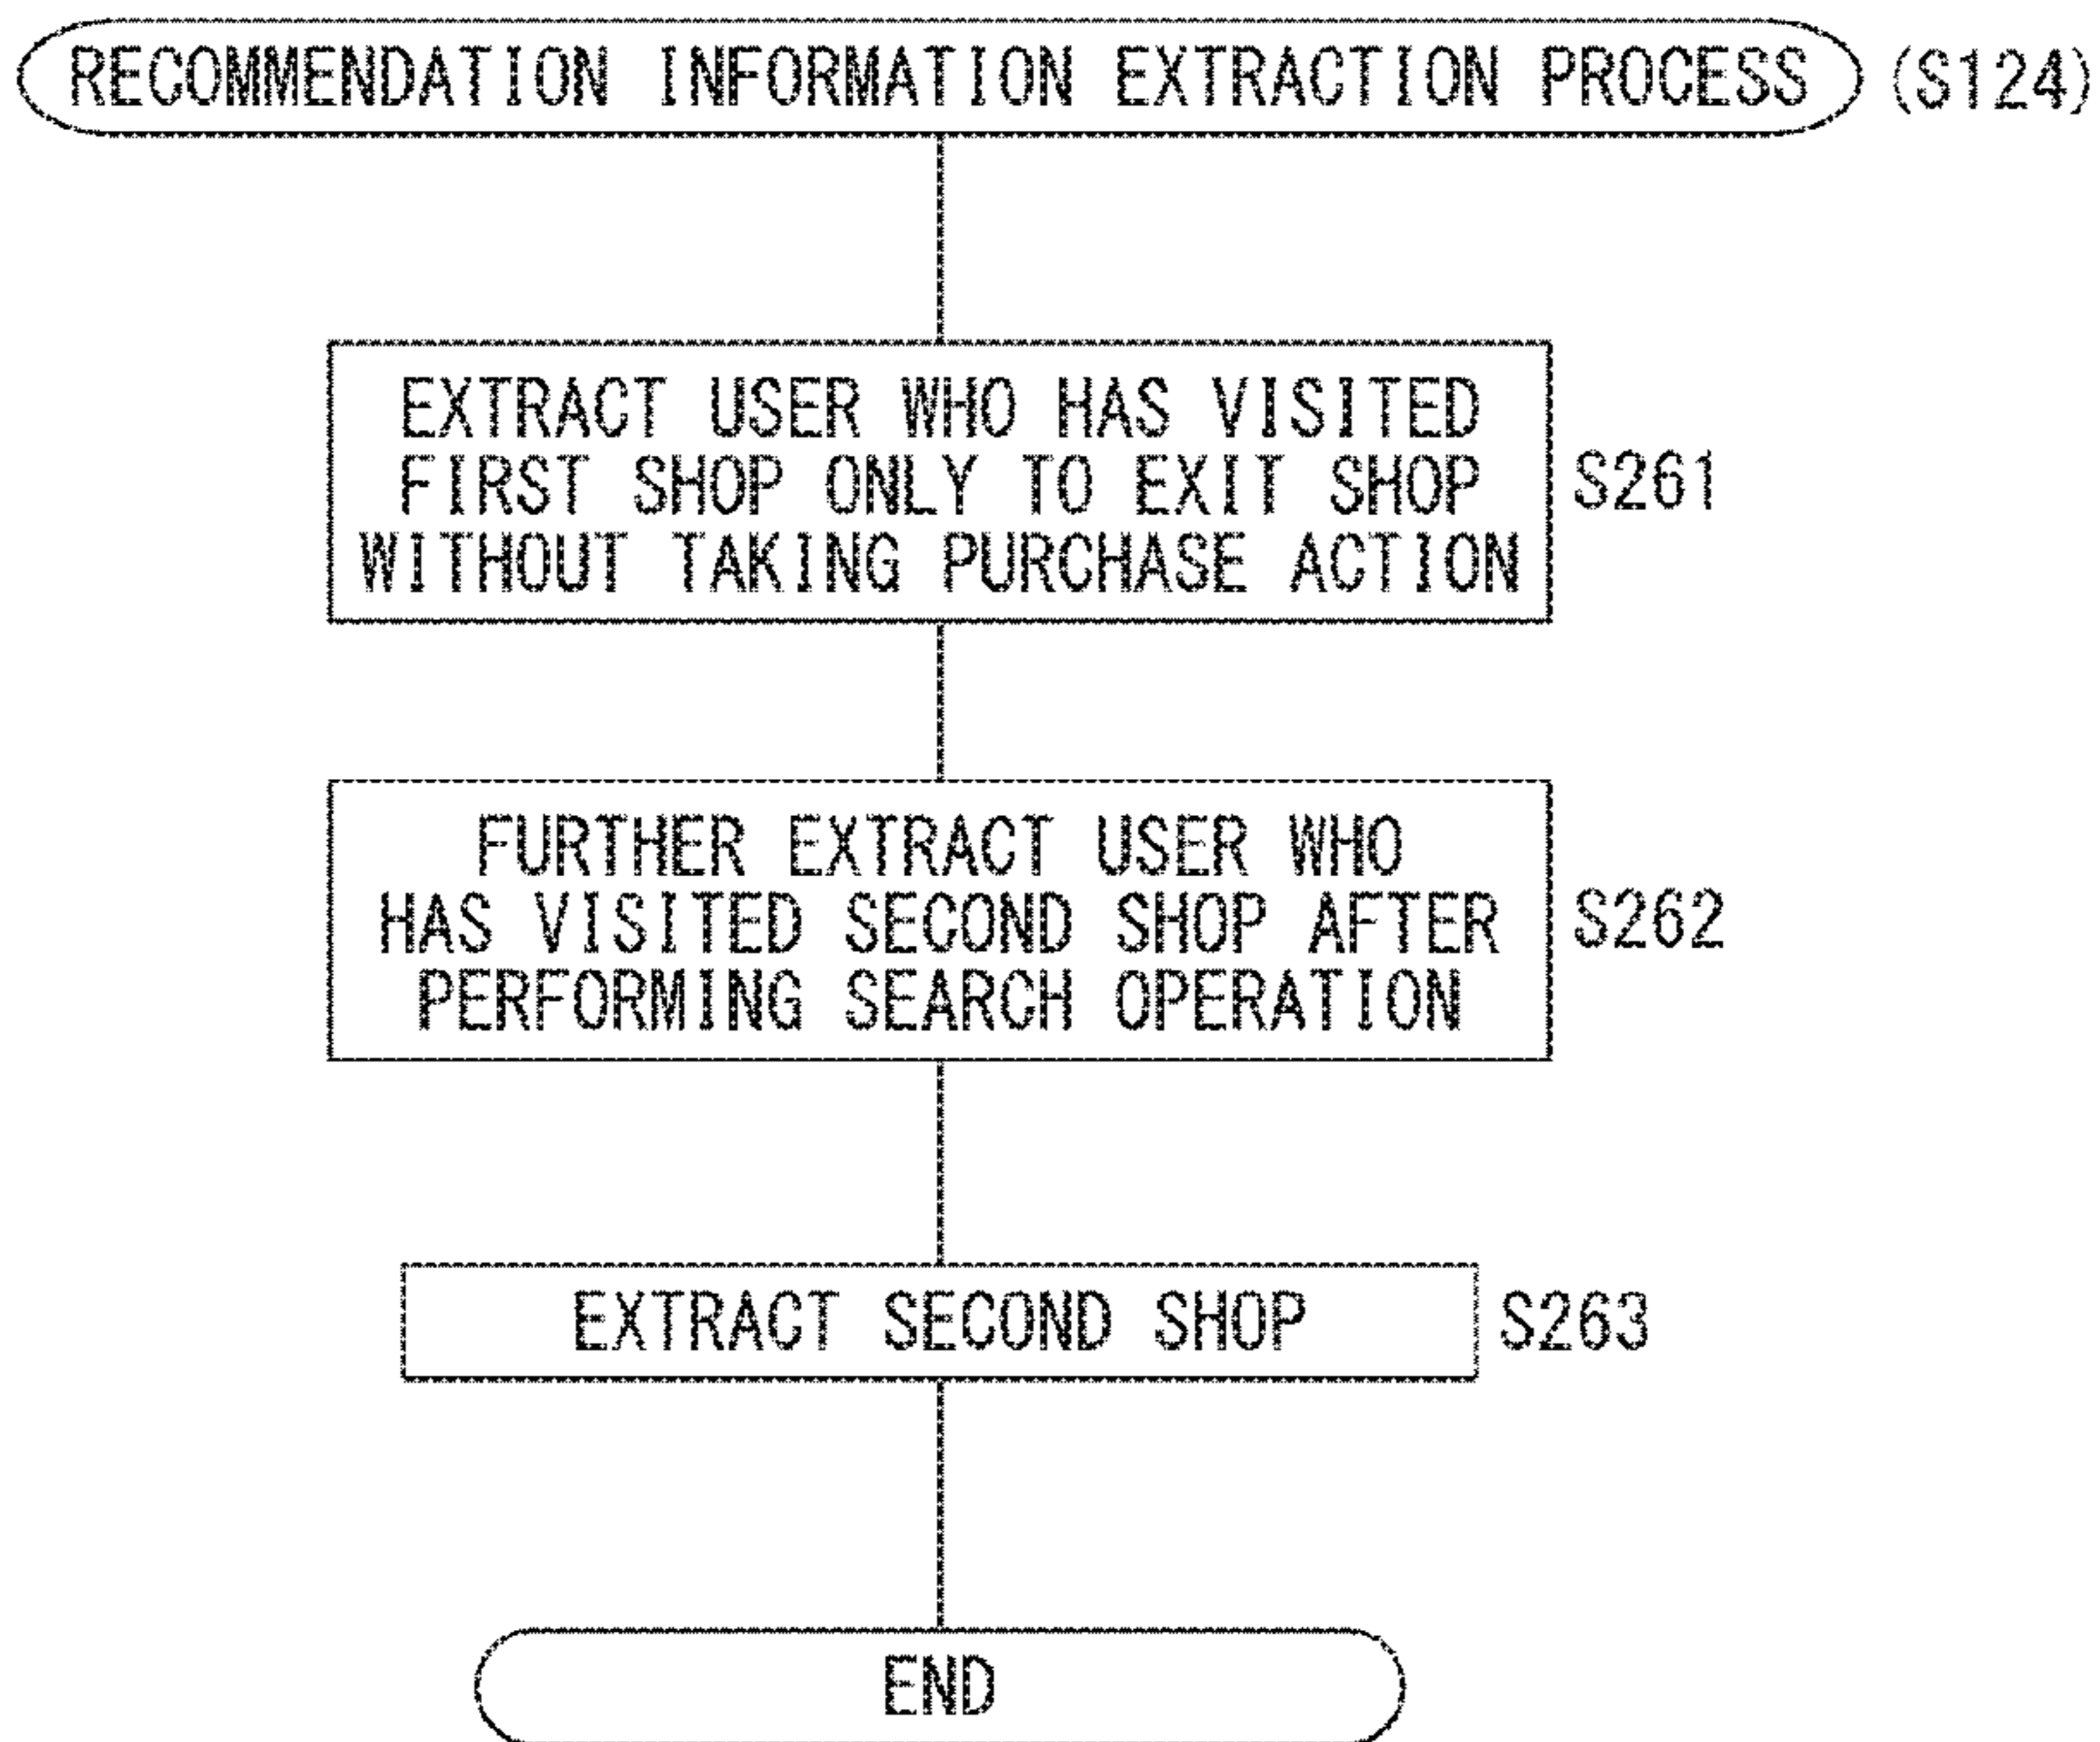 RECOMMENDATION INFORMATION EXTRACTION PROCESS (S124)
EXTRACT USER WHO HAS VISITED
FIRST SHOP ONLY TO EXIT SHOP
WITHOUT TAKING PURCHASE ACTION
S261
FURTHER EXTRACT USER WHO
HAS VISITED SECOND SHOP AFTER
PERFORMING SEARCH OPERATION
S262
EXTRACT SECOND SHOP
S263
END